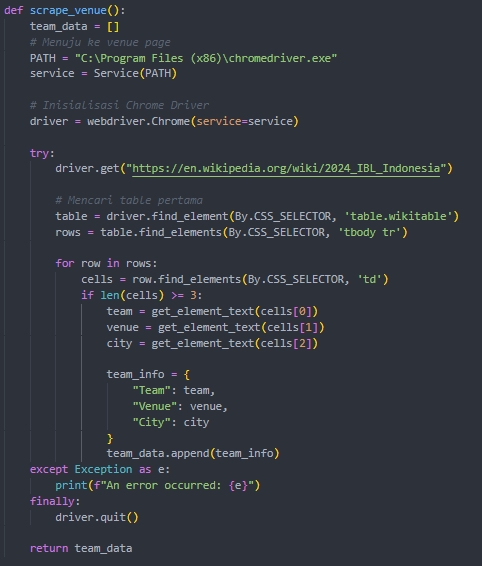 def scrape_venue():
    team_data = []
    # Menuju ke venue page
    PATH = "C:\Program Files (x86)\chromedriver.exe"
    service = Service(PATH)

    # Inisialisasi Chrome Driver
    driver = webdriver.Chrome(service=service)

    try:
        driver.get("https://en.wikipedia.org/wiki/2024_IBL_Indonesia")

        # Mencari table pertama
        table = driver.find_element(By.CSS_SELECTOR, 'table.wikitable')
        rows = table.find_elements(By.CSS_SELECTOR, 'tbody tr')

        for row in rows:
            cells = row.find_elements(By.CSS_SELECTOR, 'td')
            if len(cells) >= 3:
                team = get_element_text(cells[0])
                venue = get_element_text(cells[1])
                city = get_element_text(cells[2])

                team_info = {
                    "Team": team,
                    "Venue": venue,
                    "City": city
                }
                team_data.append(team_info)
    except Exception as e:
        print(f"An error occurred: {e}")
    finally:
        driver.quit()

    return team_data